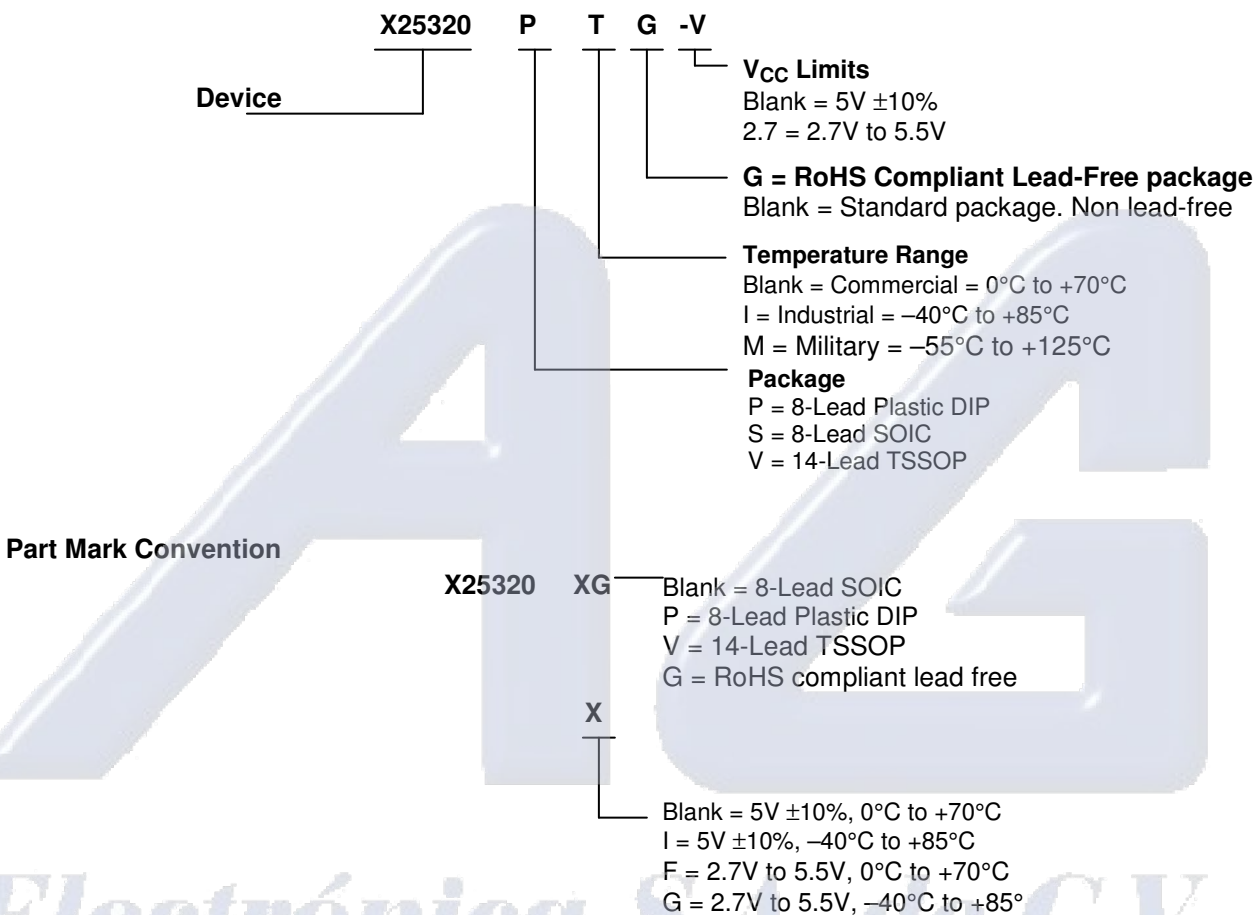 X25320 P T G -V
Device
VCC Limits
Blank = 5V ±10%
2.7 = 2.7V to 5.5V
G = RoHS Compliant Lead-Free package
Blank = Standard package. Non lead-free
Temperature Range
Blank = Commercial = 0°C to +70°C
I = Industrial = –40°C to +85°C
M = Military = –55°C to +125°C
Package
P = 8-Lead Plastic DIP
S = 8-Lead SOIC
V = 14-Lead TSSOP
Part Mark Convention
X25320 XG
Blank = 8-Lead SOIC
P = 8-Lead Plastic DIP
V = 14-Lead TSSOP
G = RoHS compliant lead free
X
Blank = 5V ±10%, 0°C to +70°C
I = 5V ±10%, –40°C to +85°C
F = 2.7V to 5.5V, 0°C to +70°C
G = 2.7V to 5.5V, –40°C to +85°
AG